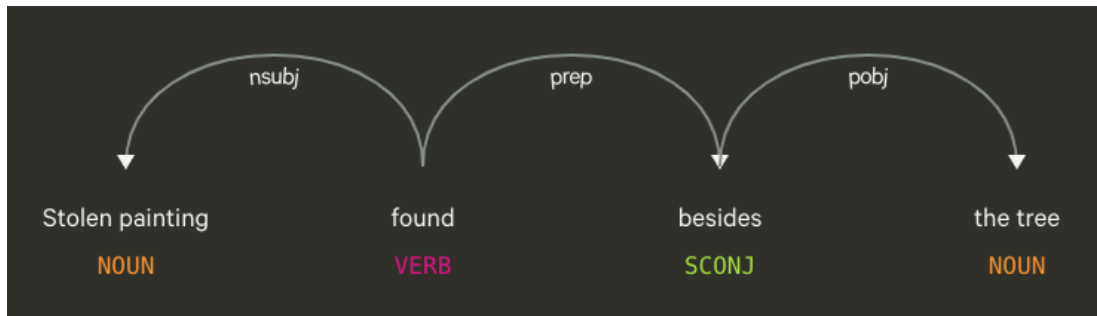 nsubj prep pobj
Stolen painting found besides the tree
NOUN VERB SCONJ NOUN